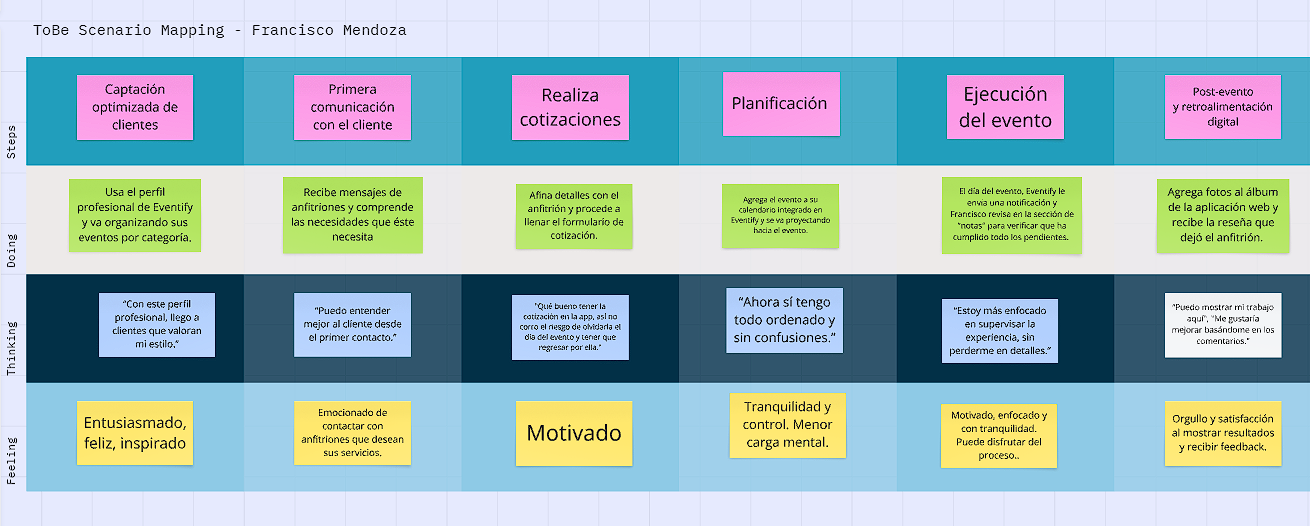 ToBe Scenario Mapping - Francisco Mendoza
Steps
Captación
optimizada de
clientes
Primera
comunicación
con el cliente
Realiza
cotizaciones
Planificación
Ejecución
del evento
Post-evento
y retroalimentación
digital
Doing
Usa el perfil
profesional de Eventify
y va organizando sus
eventos por categoría.
Recibe mensajes de
anfitriones y comprende
las necesidades que éste
necesita
Afina detalles con el
anfitrión y procede a
llenar el formulario de
cotización.
Agrega el evento a su
calendario integrado en
Eventify y se va proyectando
hacia el evento.
El día del evento, Eventify le
envia una notificación y
Francisco revisa en la sección de
"notas" para verificar que ha
cumplido todo los pendientes.
Agrega fotos al álbum
de la aplicación web y
recibe la reseña que
dejó el anfitrión.
Thinking
“Con este perfil
profesional, llego a
clientes que valoran
mi estilo.”
“Puedo entender
mejor al cliente desde
el primer contacto.”
"Qué bueno tener la
cotización en la app, así no
corro el riesgo de olvidarla el
día del evento y tener que
regresar por ella."
“Ahora sí tengo
todo ordenado y
sin confusiones.”
“Estoy más enfocado
en supervisar la
experiencia, sin
perderme en detalles.”
“Puedo mostrar mi trabajo
aquí”, “Me gustaría
mejorar basándome en los
comentarios.”
Feeling
Entusiasmado,
feliz, inspirado
Emocionado de
contactar con
anfitriones que desean
sus servicios.
Motivado
Tranquilidad y
control. Menor
carga mental.
Motivado, enfocado y
con tranquilidad.
Puede disfrutar del
proceso..
Orgullo y satisfacción
al mostrar resultados
y recibir feedback.